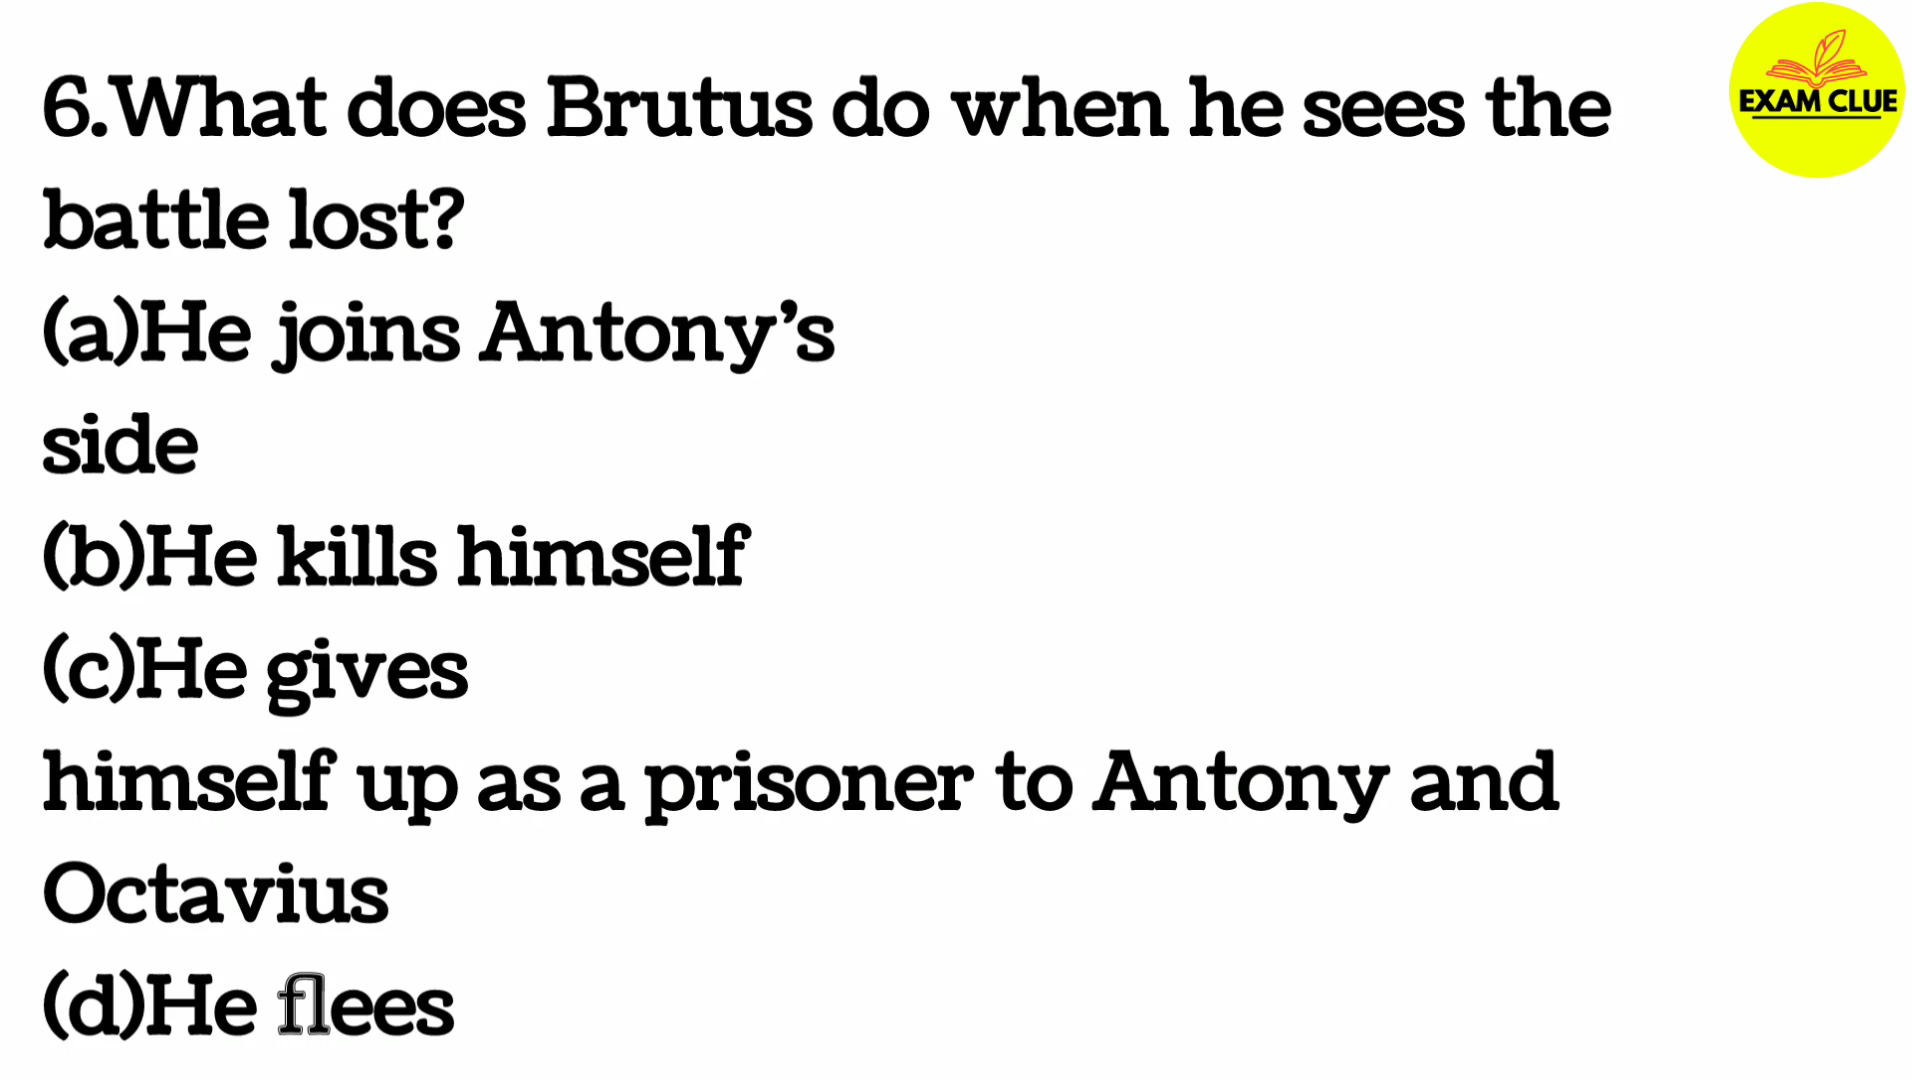 6.What does Brutus do when he sees the
battle lost?
(a)He joins Antony’s
side
(b)He kills himself
(c)He gives
himself up as a prisoner to Antony and
Octavius
(d)He flees
EXAM CLUE